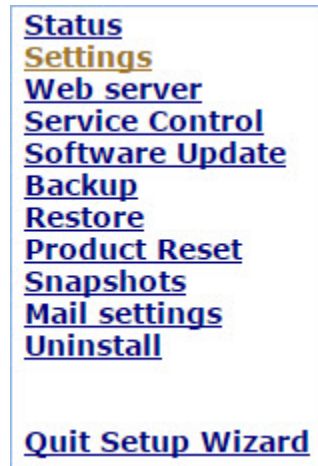 Status
Settings
Web server
Service Control
Software Update
Backup
Restore
Product Reset
Snapshots
Mail settings
Uninstall
Quit Setup Wizard